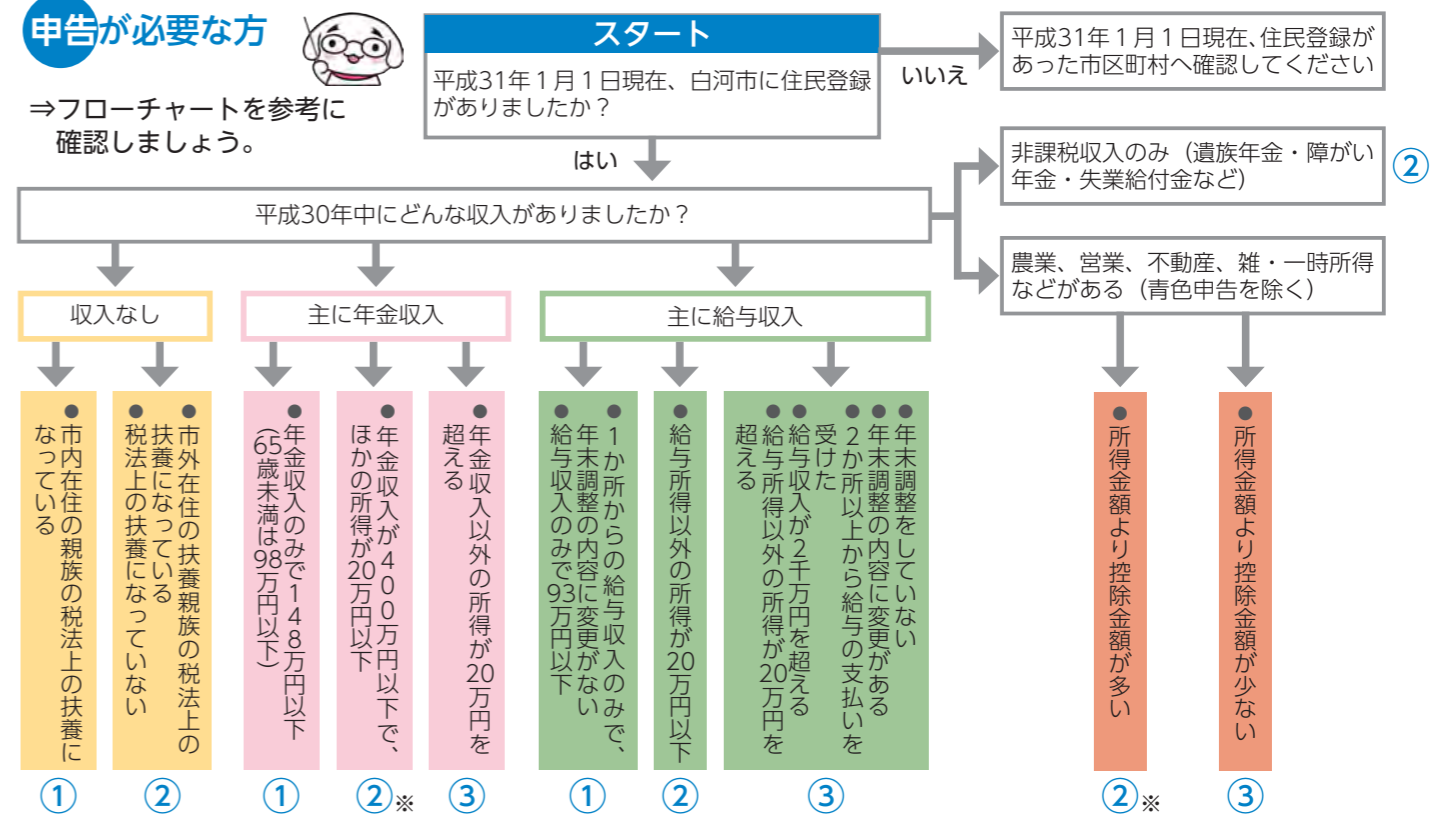 申告が必要な方
⇒フローチャートを参考に
確認しましょう。
スタート
平成31年1月1日現在、白河市に住民登録
がありましたか？
いいえ
平成31年1月1日現在、住民登録が
あった市区町村へ確認してください
はい
平成30年中にどんな収入がありましたか？
非課税収入のみ（遺族年金・障がい
年金・失業給付金など）
②
農業、営業、不動産、雑・一時所得
などがある（青色申告を除く）
収入なし
主に年金収入
主に給与収入
●市内在住の親族の税法上の扶養に
なっている
①
●市外在住の扶養親族の税法上の
扶養になっている
●税法上の扶養になっていない
②
●年金収入のみで148万円以下
（65歳未満は98万円以下）
①
●年金収入が400万円以下で、
ほかの所得が20万円以下
②※
●年金収入以外の所得が20万円を
超える
③
●1か所からの給与収入のみで、
年末調整の内容に変更がない
●給与収入のみで93万円以下
①
●給与所得以外の所得が20万円以下
②
●年末調整をしていない
●年末調整の内容に変更がある
●2か所以上から給与の支払いを
受けた
●給与収入が2千万円を超える
●給与所得以外の所得が20万円を
超える
③
●所得金額より控除金額が多い
②※
●所得金額より控除金額が少ない
③